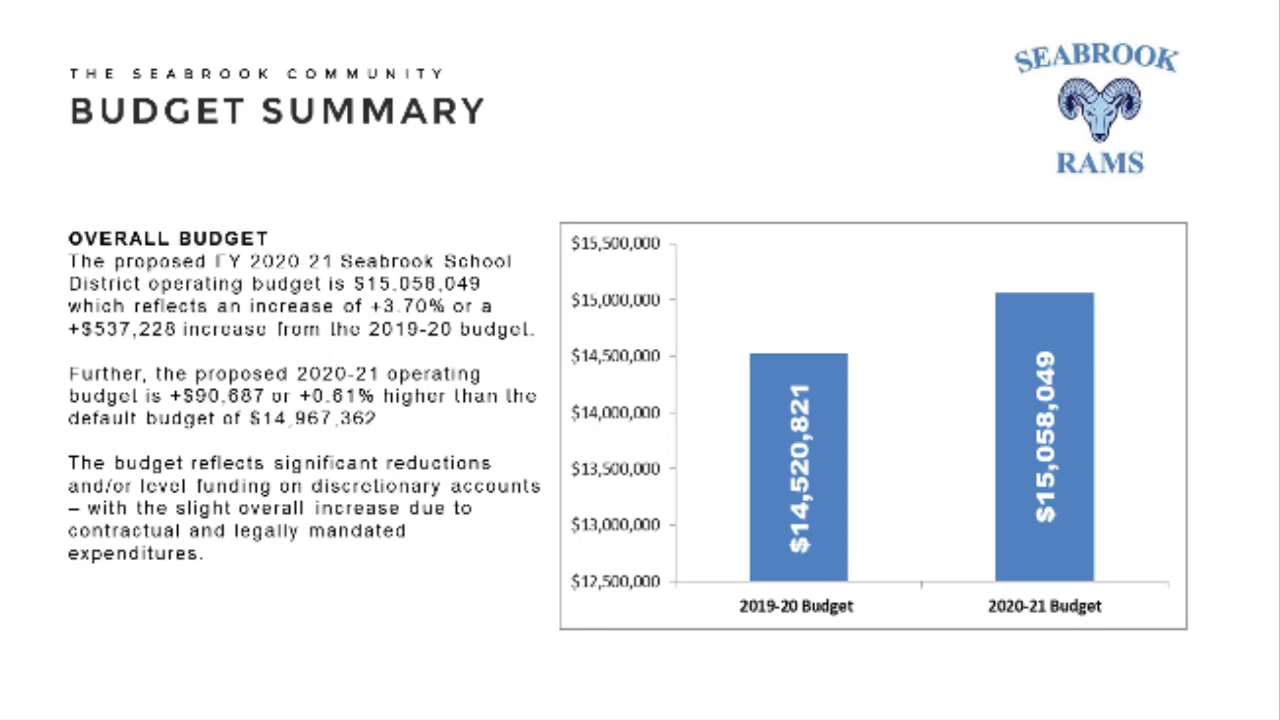 THE SEABROOK COMMUNITY
BUDGET SUMMARY
SEABROOK
RAMS
OVERALL BUDGET
The proposed FY 2020 21 Seabrook School
District operating budget is $15,058,049
which reflects an increase of +3.70% or a
+$537,228 increase from the 2019-20 budget.
Further, the proposed 2020-21 operating
budget is +$90,687 or +0.61% higher than the
default budget of $14,967,362
The budget reflects significant reductions
and/or level funding on discretionary accounts
– with the slight overall increase due to
contractual and legally mandated
expenditures.
$15,500,000
$15,000,000
$14,500,000
$14,000,000
$13,500,000
$13,000,000
$12,500,000
$14,520,821
$15,058,049
2019-20 Budget
2020-21 Budget